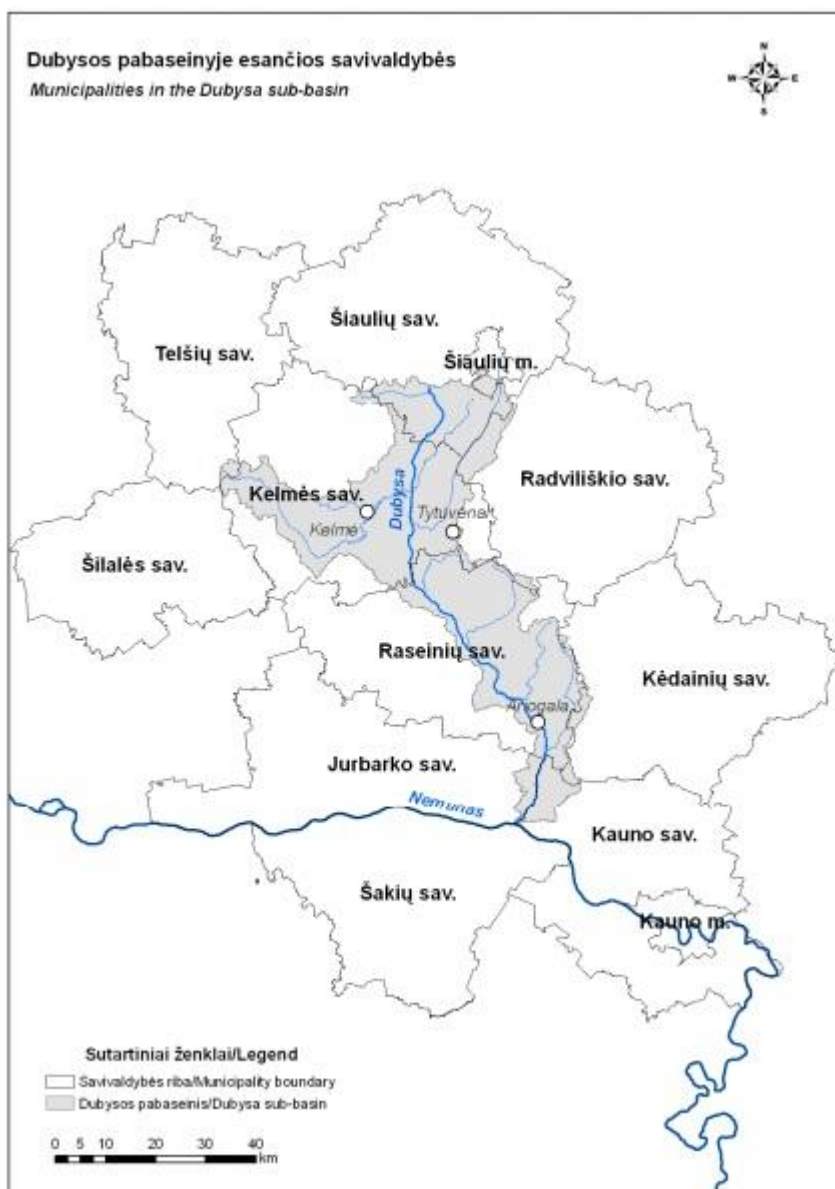 Dubysos pabaseinyje esančios savivaldybės
Municipalities in the Dubysa sub-basin
N
W E
S
Šiaulių sav.
Telšių sav.
Šiaulių m.
Radviliškio sav.
Kelmės sav.
Dubysa
Tytuvėnai
Kelmė
Šilalės sav.
Raseinių sav.
Kėdainių sav.
Ariogala
Jurbarko sav.
Nemunas
Kauno sav.
Šakių sav.
Kauno m.
Sutartiniai ženklai/Legend
Savivaldybės riba/Municipality boundary
Dubysos pabaseinis/Dubysa sub-basin
0 5 10 20 30 40
km